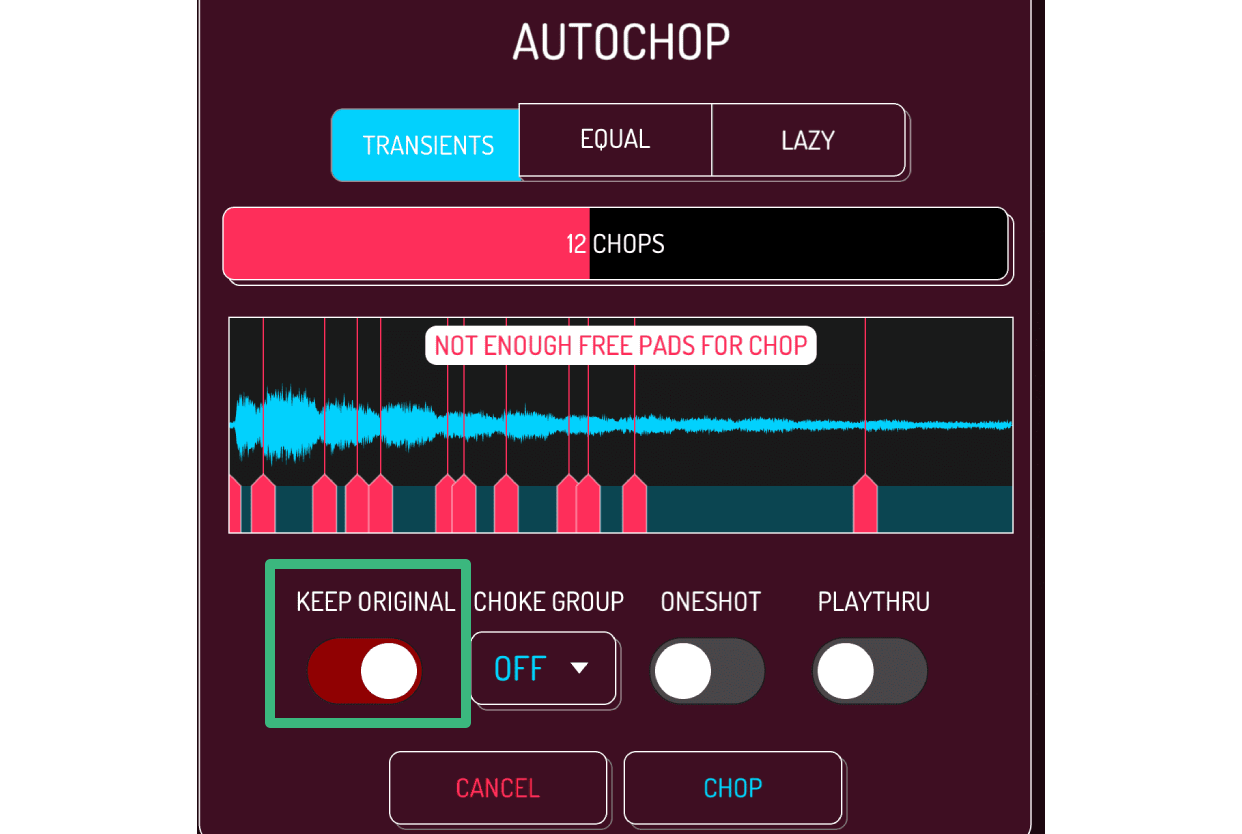 AUTOCHOP
TRANSIENTS
EQUAL
LAZY
12 CHOPS
NOT ENOUGH FREE PADS FOR CHOP
KEEP ORIGINAL
CHOKE GROUP
ONESHOT
PLAYTHRU
OFF
CANCEL
CHOP